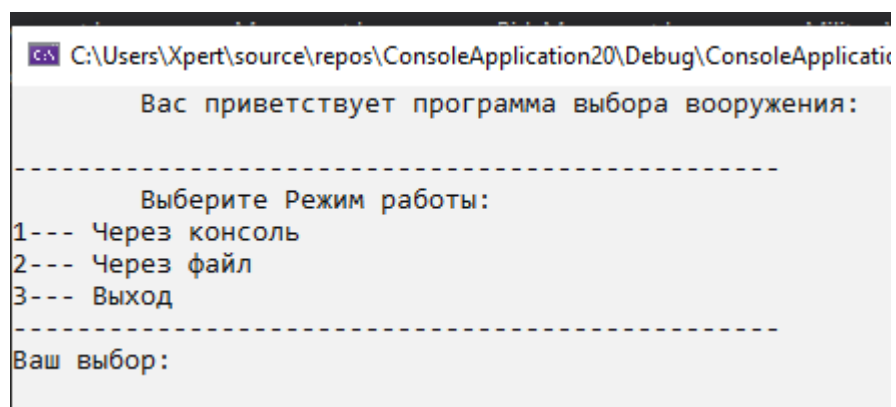 C:\Users\Xpert\source\repos\ConsoleApplication20\Debug\
Вас приветствует программа выбора вооружения:
------------------------------------------------
Выберите Режим работы:
1--- Через консоль
2--- Через файл
3--- Выход
------------------------------------------------
Ваш выбор: